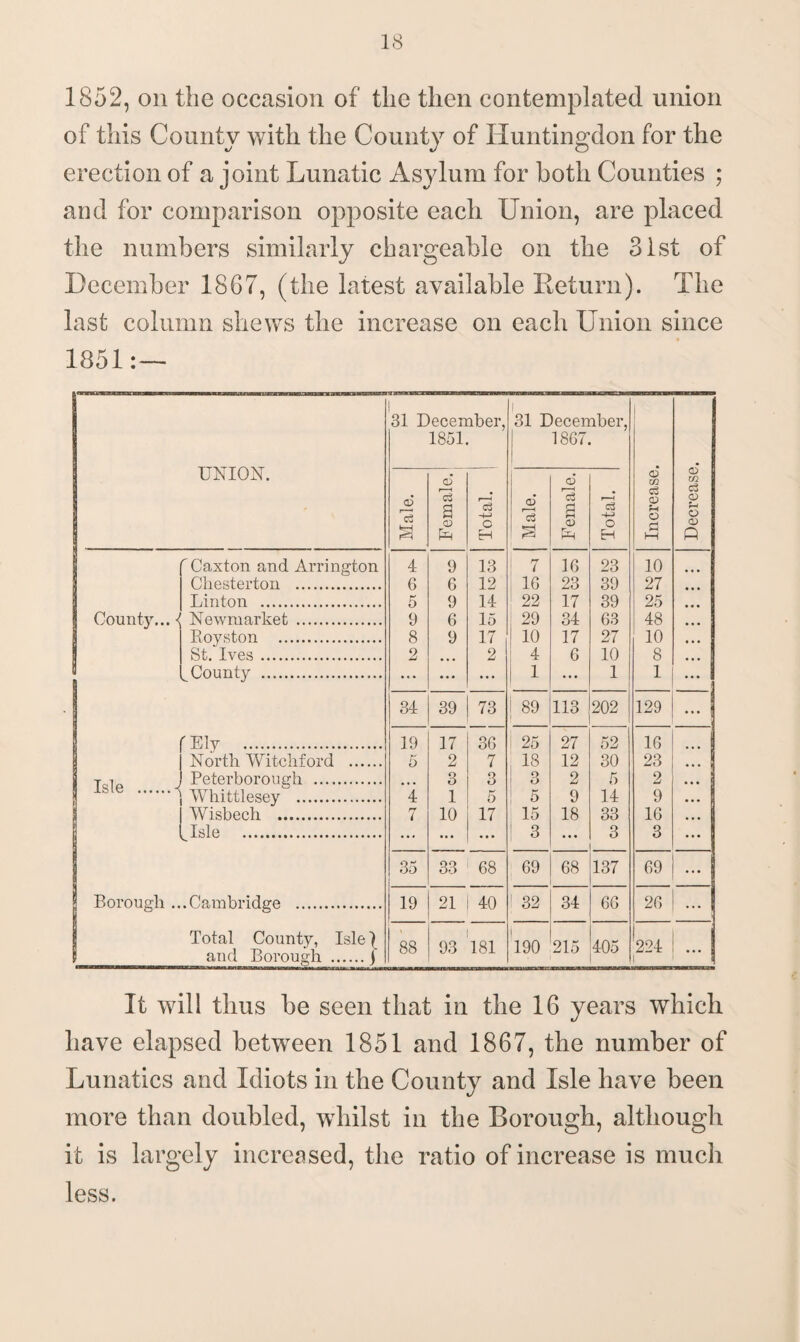 18
1852, on the occasion of the then contemplated union
of this County with the County of Huntingdon for the
erection of a joint Lunatic Asylum for both Counties ;
and for comparison opposite each Union, are placed
the numbers similarly chargeable on the 31st of
December 1867, (the latest available Return). The
last column shews the increase on each Union since
1851:—
UNION. | 31 December, 1851. | 31 December, 1867. | Increase. | Decrease.
Male. | Female. | Total. | Male. | Female. | Total.
County... { Caxton and Arrington | 4 | 9 | 13 | 7 | 16 | 23 | 10 | ...
Chesterton ............... | 6 | 6 | 12 | 16 | 23 | 39 | 27 | ...
Linton ..................... | 5 | 9 | 14 | 22 | 17 | 39 | 25 | ...
Newmarket ............... | 9 | 6 | 15 | 29 | 34 | 63 | 48 | ...
Royston .................. | 8 | 9 | 17 | 10 | 17 | 27 | 10 | ...
St. Ives ..................... | 2 | ... | 2 | 4 | 6 | 10 | 8 | ...
County ..................... | ... | ... | ... | 1 | ... | 1 | 1 | ...
34 | 39 | 73 | 89 | 113 | 202 | 129 | ...
Isle ...... { Ely ..................... | 19 | 17 | 36 | 25 | 27 | 52 | 16 | ...
North Witchford ...... | 5 | 2 | 7 | 18 | 12 | 30 | 23 | ...
Peterborough ............ | ... | 3 | 3 | 3 | 2 | 5 | 2 | ...
Whittlesey ............... | 4 | 1 | 5 | 5 | 9 | 14 | 9 | ...
Wisbech .................. | 7 | 10 | 17 | 15 | 18 | 33 | 16 | ...
Isle ........................ | ... | ... | ... | 3 | ... | 3 | 3 | ...
35 | 33 | 68 | 69 | 68 | 137 | 69 | ...
Borough ...Cambridge ............... | 19 | 21 | 40 | 32 | 34 | 66 | 26 | ...
Total County, Isle and Borough ...... } | 88 | 93 | 181 | 190 | 215 | 405 | 224 | ...
It will thus be seen that in the 16 years which
have elapsed between 1851 and 1867, the number of
Lunatics and Idiots in the County and Isle have been
more than doubled, whilst in the Borough, although
it is largely increased, the ratio of increase is much
less.